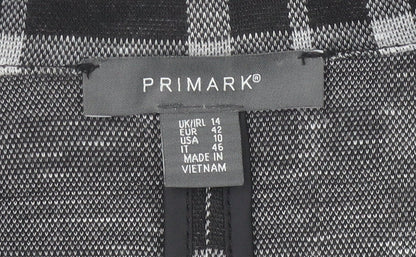 PRIMARK®
UK/IRL 14
EUR 42
USA 10
IT 46
MADE IN
VIETNAM